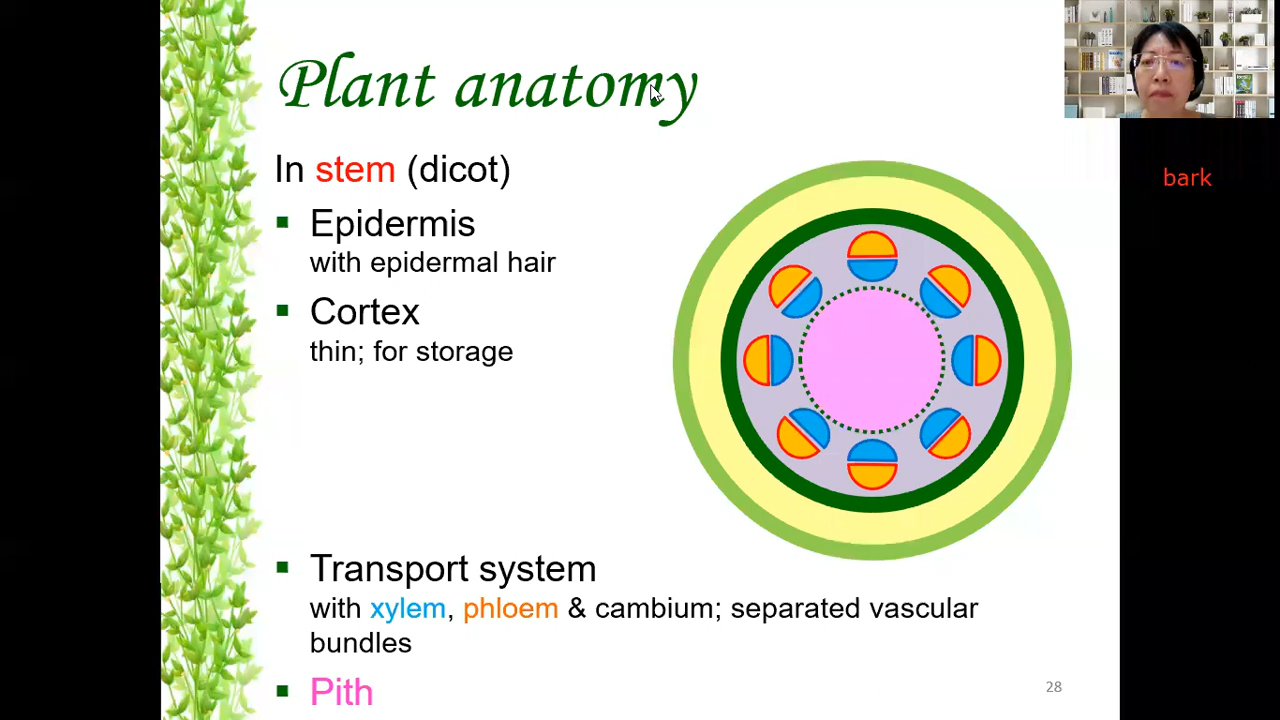 Plant anatomy
bark
In stem (dicot)
Epidermis
with epidermal hair
Cortex
thin; for storage
Transport system
with xylem, phloem & cambium; separated vascular
bundles
Pith
28